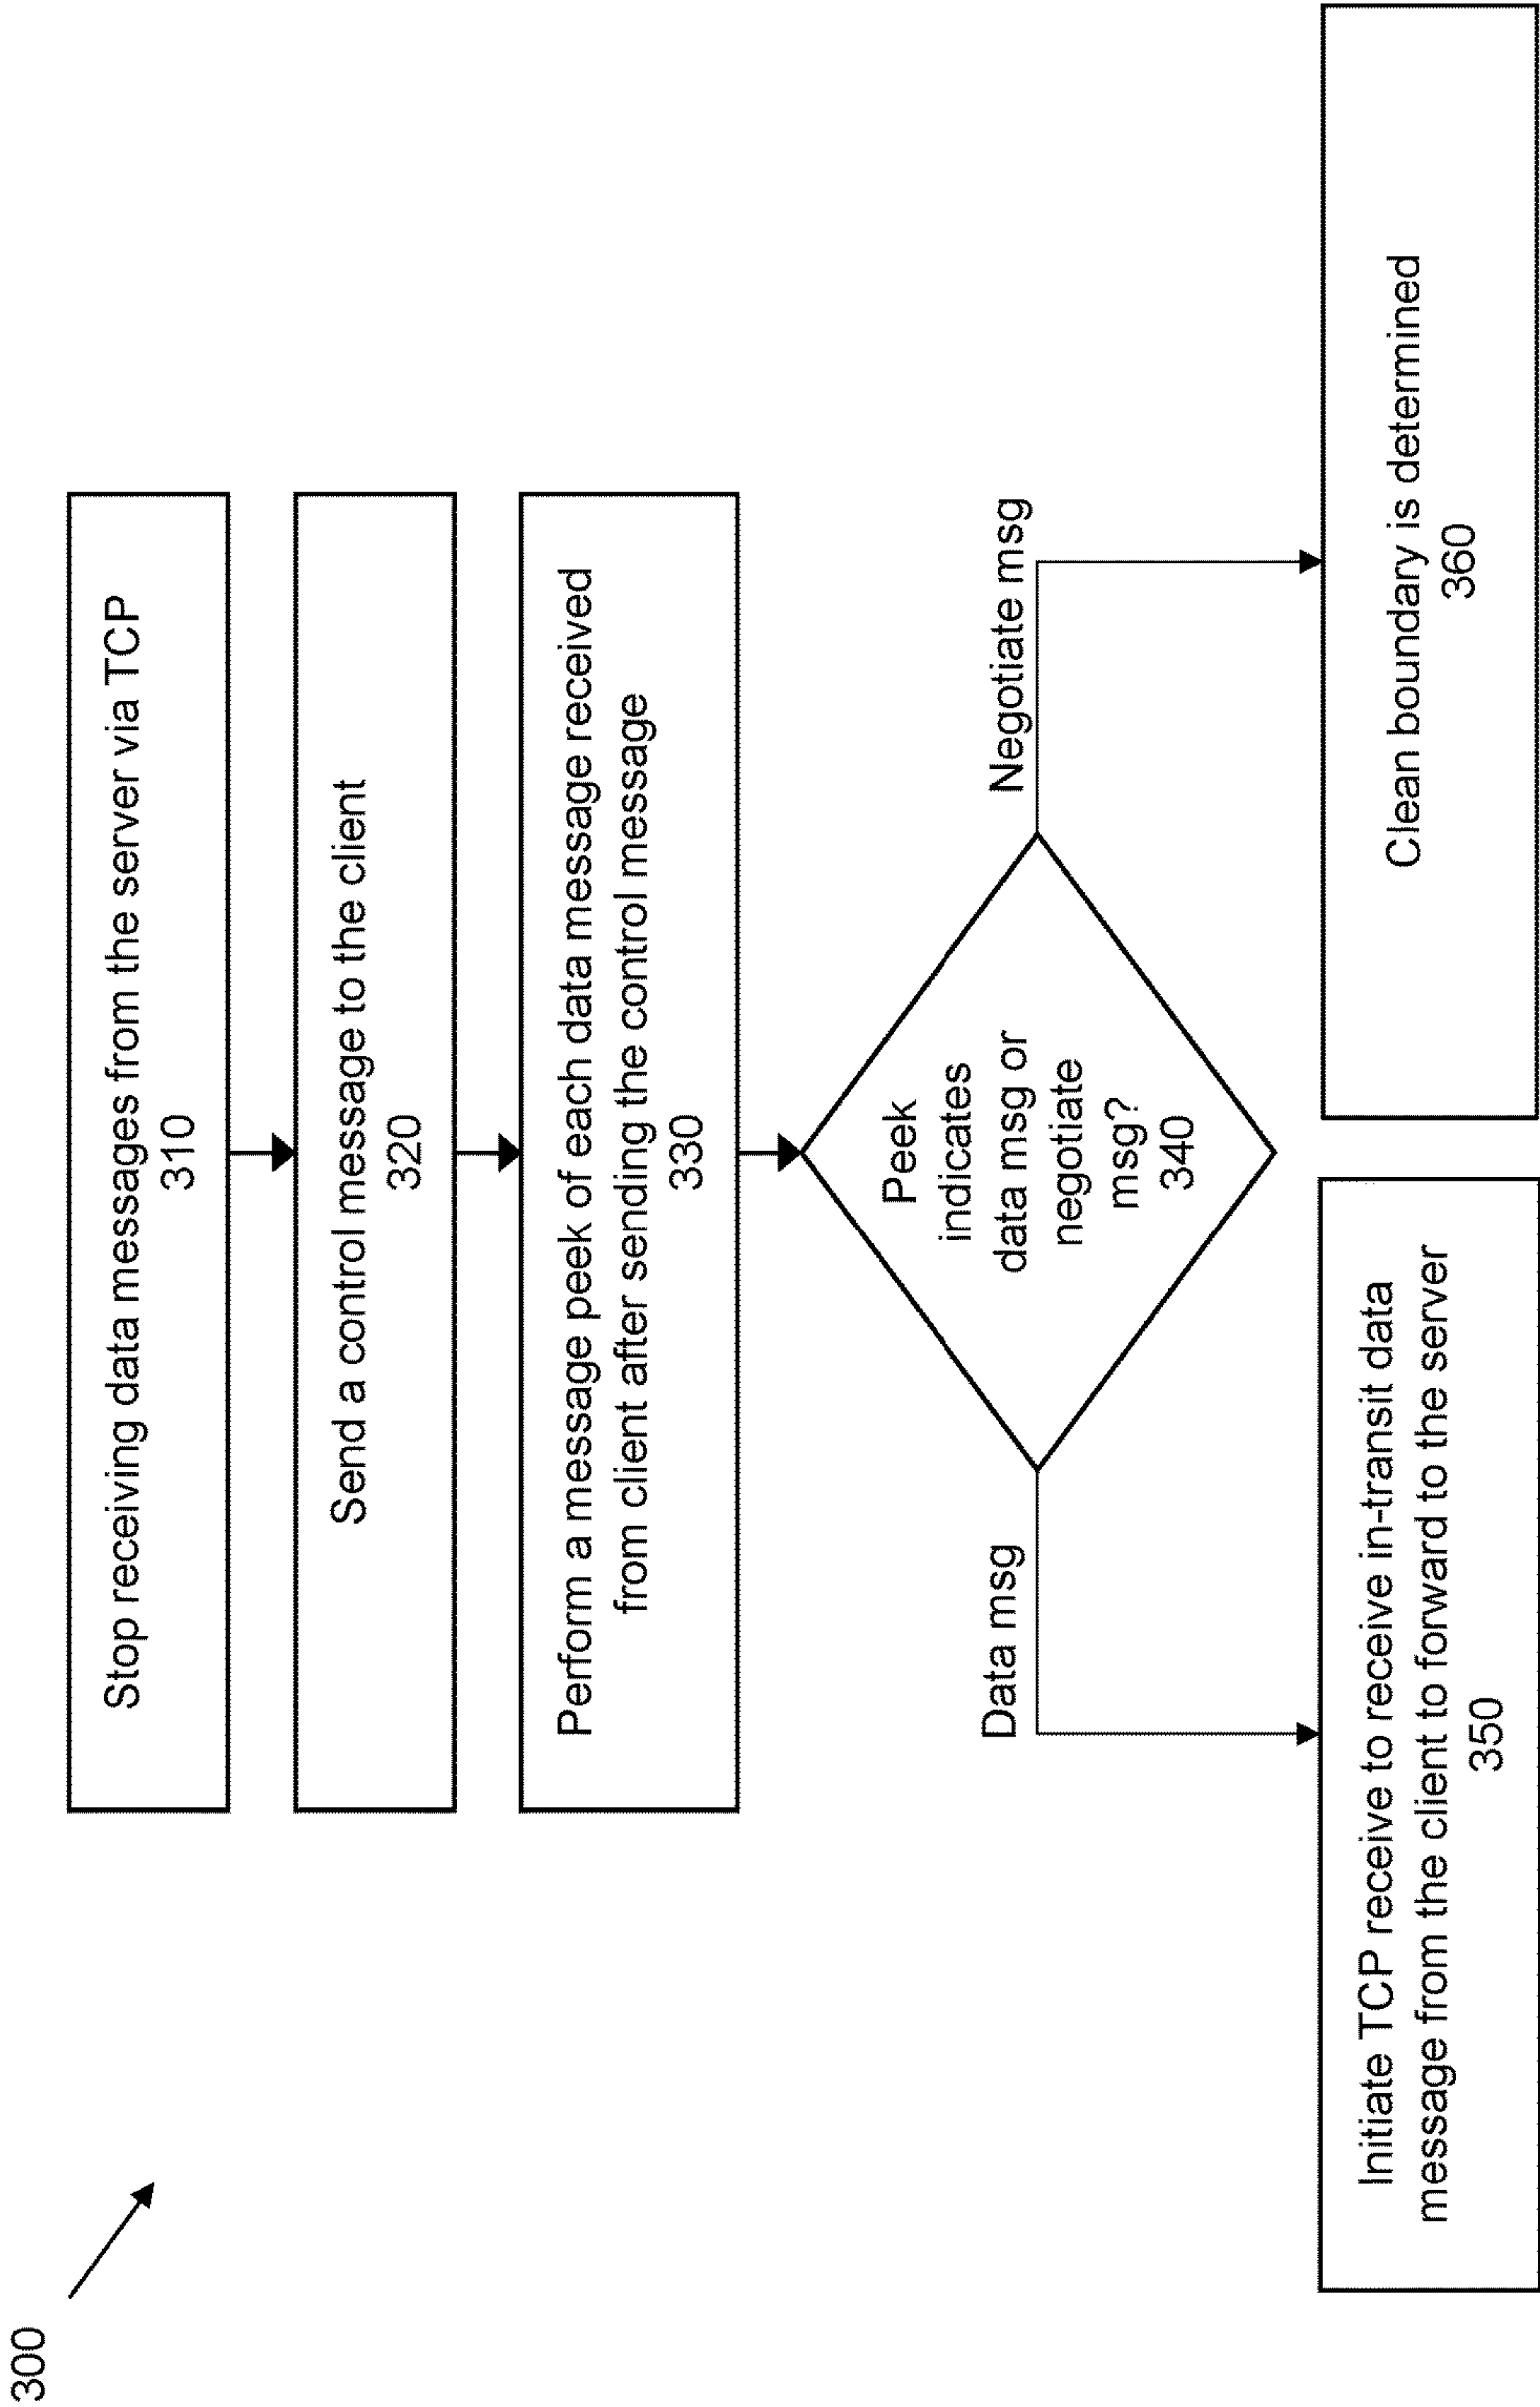 300
Stop receiving data messages from the server via TCP
310
Send a control message to the client
320
Perform a message peek of each data message received
from client after sending the control message
330
Peek
indicates
data msg or
negotiate
msg?
340
Data msg
Negotiate msg
Initiate TCP receive to receive in-transit data
message from the client to forward to the server
350
Clean boundary is determined
360